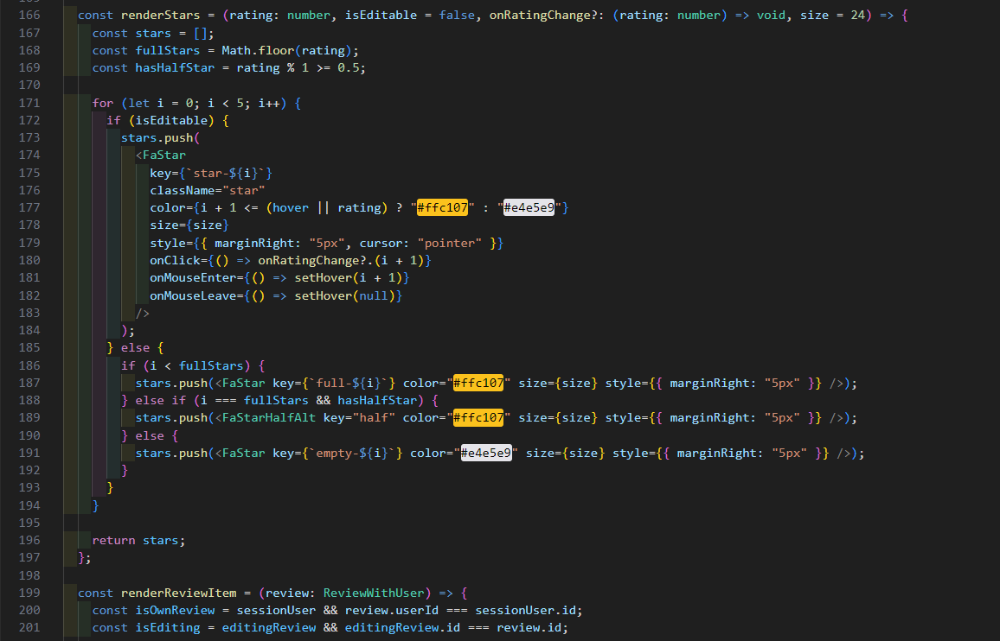 166 const renderStars = (rating: number, isEditable = false, onRatingChange?: (rating: number) => void, size = 24) => {
167 const stars = [];
168 const fullStars = Math.floor(rating);
169 const hasHalfStar = rating % 1 >= 0.5;
170
171 for (let i = 0; i < 5; i++) {
172 if (isEditable) {
173 stars.push(
174 <FaStar
175 key={`star-${i}`}
176 className="star"
177 color={i + 1 <= (hover || rating) ? "#ffc107" : "#e4e5e9"}
178 size={size}
179 style={{ marginRight: "5px", cursor: "pointer" }}
180 onClick={() => onRatingChange?.(i + 1)}
181 onMouseEnter={() => setHover(i + 1)}
182 onMouseLeave={() => setHover(null)}
183 />
184 );
185 } else {
186 if (i < fullStars) {
187 stars.push(<FaStar key={`full-${i}`} color="#ffc107" size={size} style={{ marginRight: "5px" }} />);
188 } else if (i === fullStars && hasHalfStar) {
189 stars.push(<FaStarHalfAlt key="half" color="#ffc107" size={size} style={{ marginRight: "5px" }} />);
190 } else {
191 stars.push(<FaStar key={`empty-${i}`} color="#e4e5e9" size={size} style={{ marginRight: "5px" }} />);
192 }
193 }
194 }
195
196 return stars;
197 };
198
199 const renderReviewItem = (review: ReviewWithUser) => {
200 const isOwnReview = sessionUser && review.userId === sessionUser.id;
201 const isEditing = editingReview && editingReview.id === review.id;